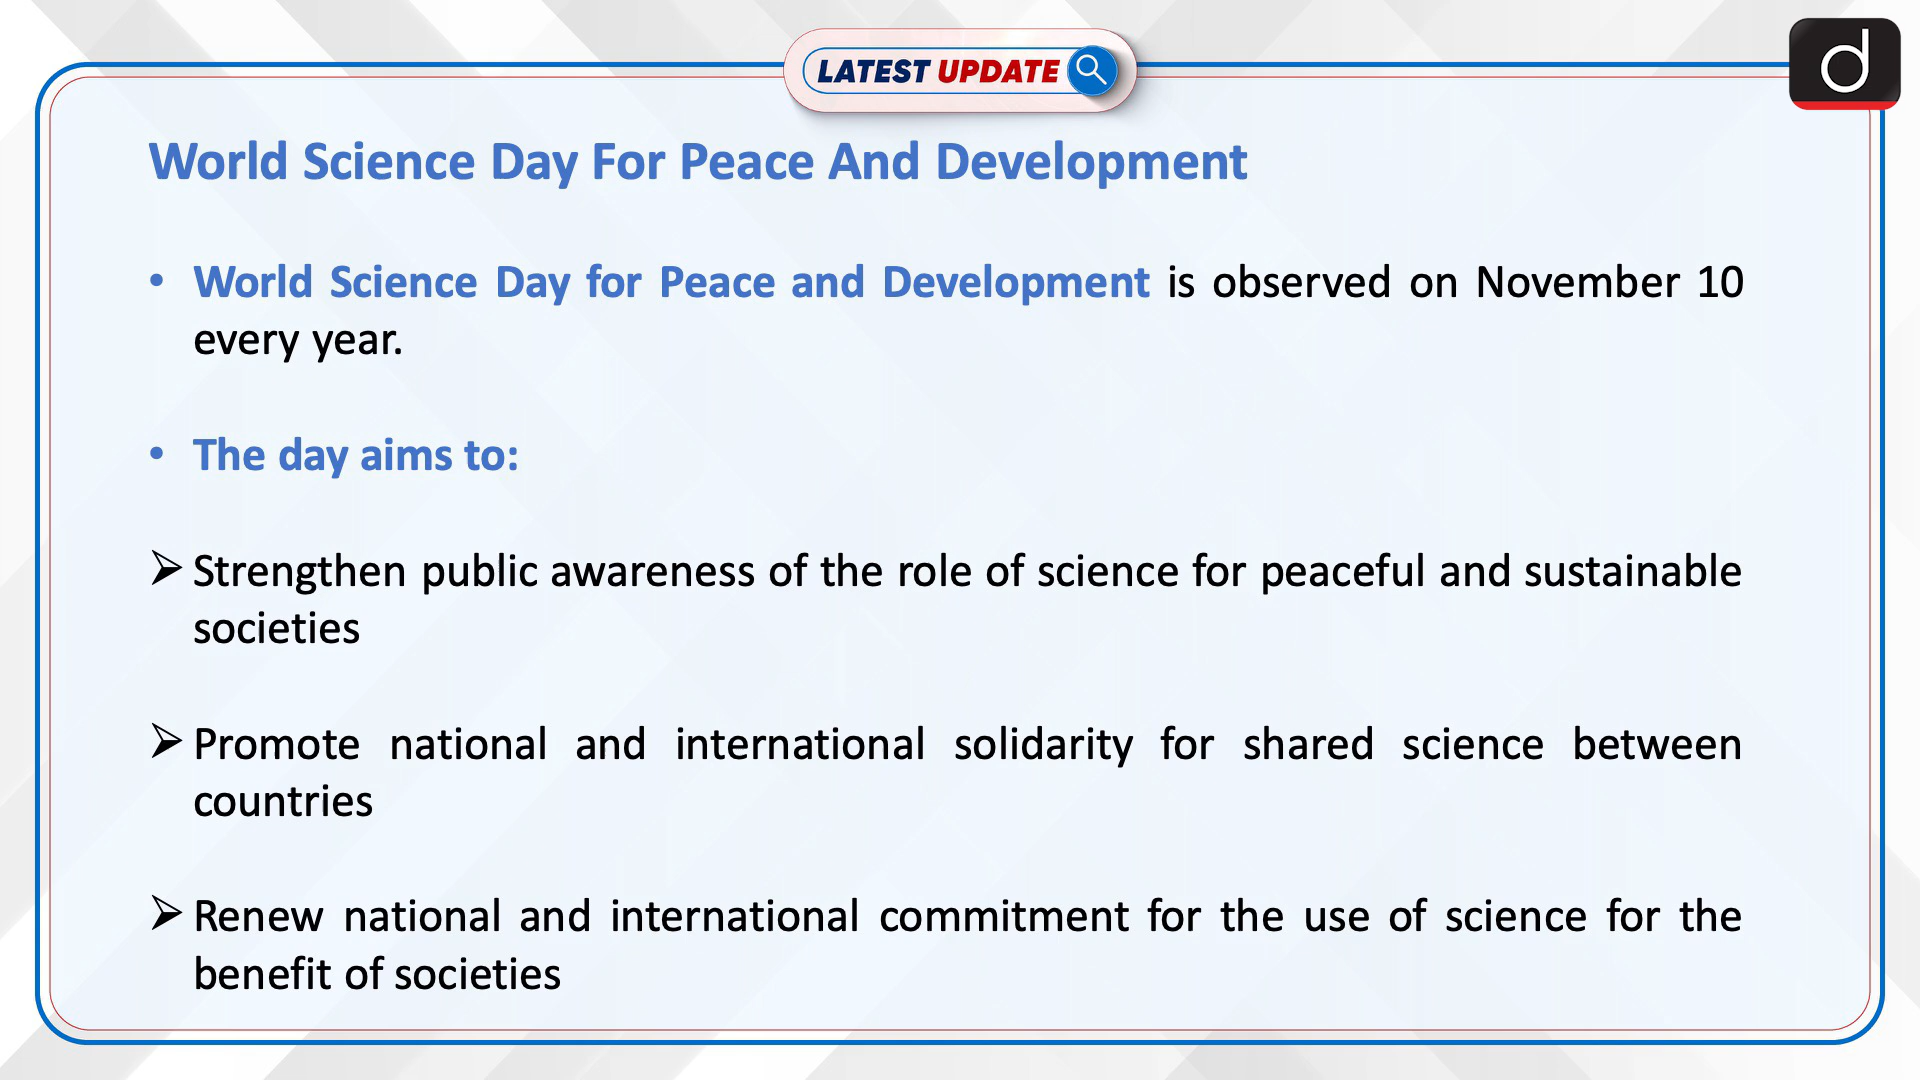 LATEST UPDATE
d
World Science Day For Peace And Development
• World Science Day for Peace and Development is observed on November 10
every year.
• The day aims to:
➢ Strengthen public awareness of the role of science for peaceful and sustainable
societies
➢ Promote national and international solidarity for shared science between
countries
➢ Renew national and international commitment for the use of science for the
benefit of societies